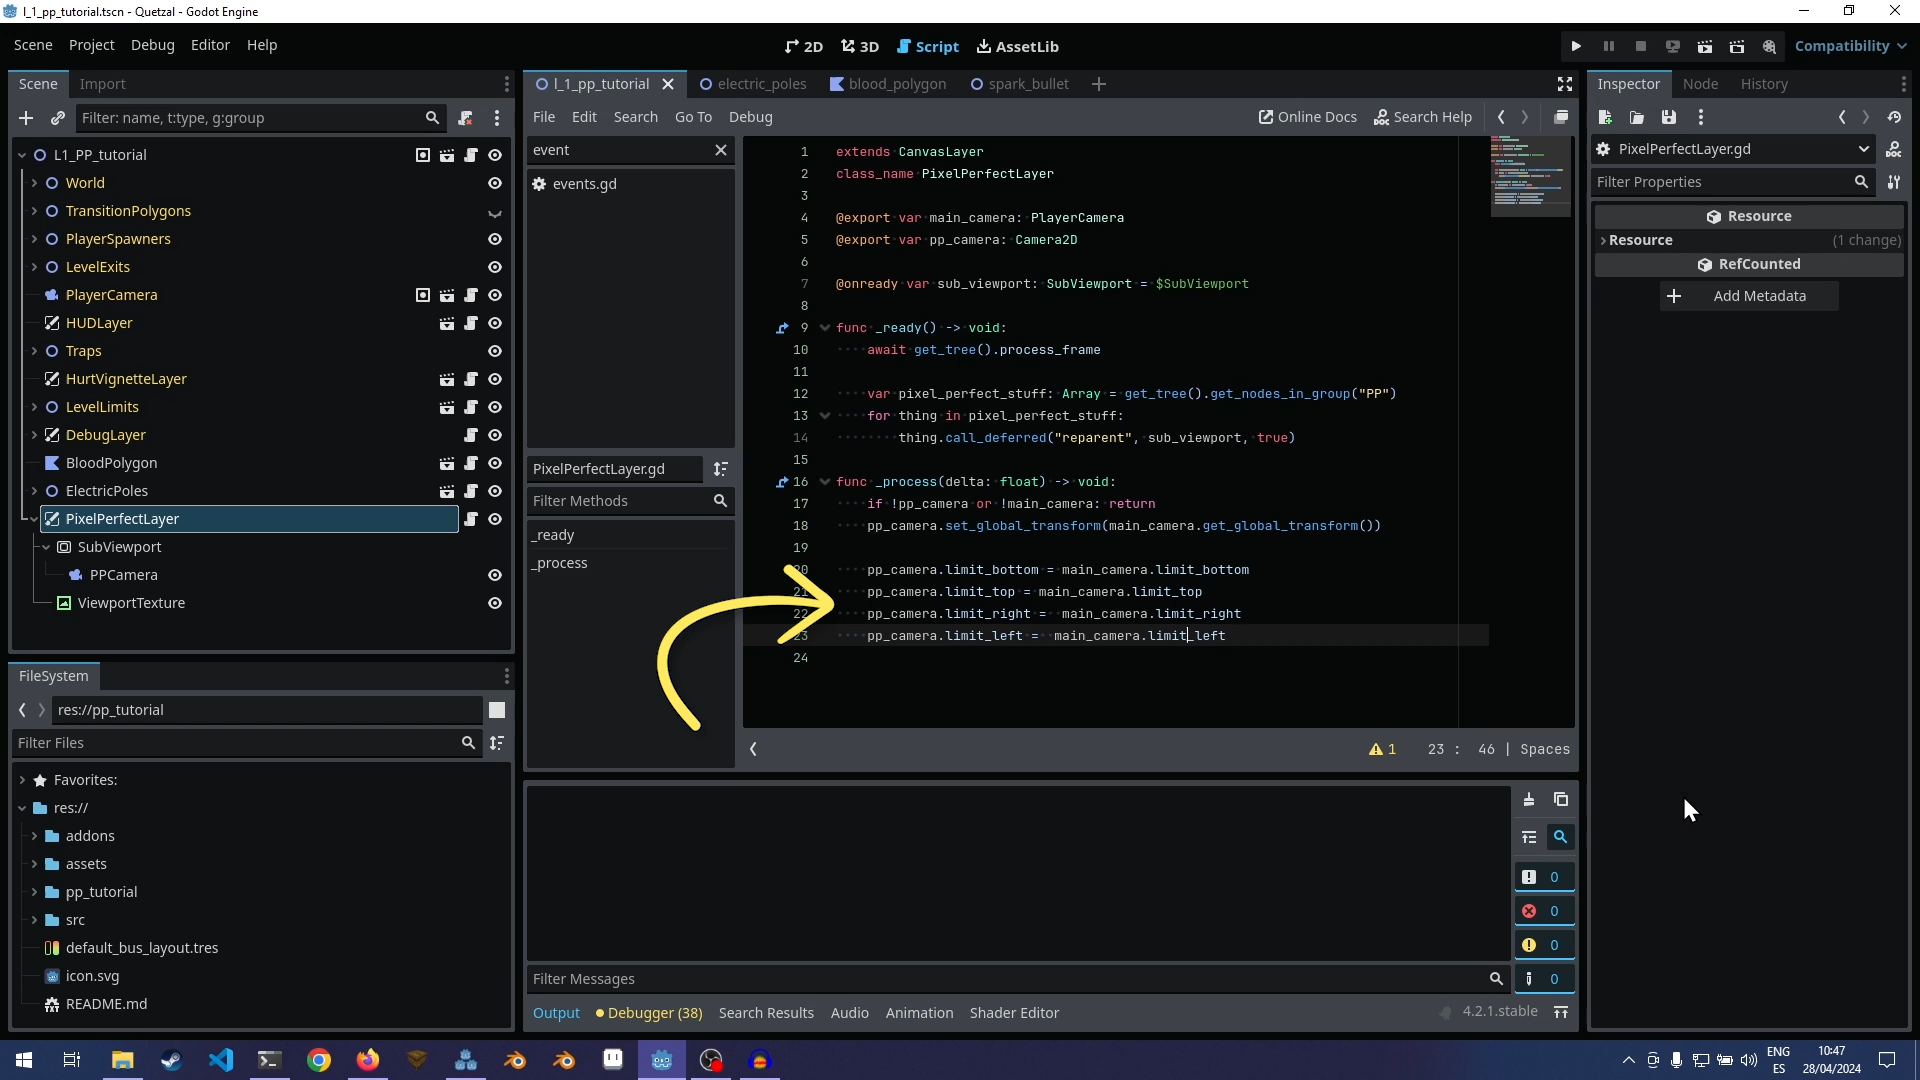 l_1_pp_tutorial.tscn - Quetzal - Godot Engine
Scene Project Debug Editor Help
2D 3D Script AssetLib
Compatibility
Scene Import
Filter: name, t:type, g:group
L1_PP_tutorial
World
TransitionPolygons
PlayerSpawners
LevelExits
PlayerCamera
HUDLayer
Traps
HurtVignetteLayer
LevelLimits
DebugLayer
BloodPolygon
ElectricPoles
PixelPerfectLayer
SubViewport
PPCamera
ViewportTexture
FileSystem
res://pp_tutorial
Filter Files
Favorites:
res://
addons
assets
pp_tutorial
src
default_bus_layout.tres
icon.svg
README.md
l_1_pp_tutorial electric_poles blood_polygon spark_bullet
File Edit Search Go To Debug
Online Docs Search Help
event
events.gd
PixelPerfectLayer.gd
Filter Methods
_ready
_process
1 extends CanvasLayer
2 class_name PixelPerfectLayer
3
4 @export var main_camera: PlayerCamera
5 @export var pp_camera: Camera2D
6
7 @onready var sub_viewport: SubViewport = $SubViewport
8
9 func _ready() -> void:
10 await get_tree().process_frame
11
12 var pixel_perfect_stuff: Array = get_tree().get_nodes_in_group("PP")
13 for thing in pixel_perfect_stuff:
14 thing.call_deferred("reparent", sub_viewport, true)
15
16 func _process(delta: float) -> void:
17 if !pp_camera or !main_camera: return
18 pp_camera.set_global_transform(main_camera.get_global_transform())
19
20 pp_camera.limit_bottom = main_camera.limit_bottom
21 pp_camera.limit_top = main_camera.limit_top
22 pp_camera.limit_right =  main_camera.limit_right
23 pp_camera.limit_left =  main_camera.limit_left
24
1 23 : 46 | Spaces
0
0
0
0
Filter Messages
Output Debugger (38) Search Results Audio Animation Shader Editor
4.2.1.stable
Inspector Node History
PixelPerfectLayer.gd
Filter Properties
Resource
Resource (1 change)
RefCounted
Add Metadata
ENG
ES
10:47
28/04/2024